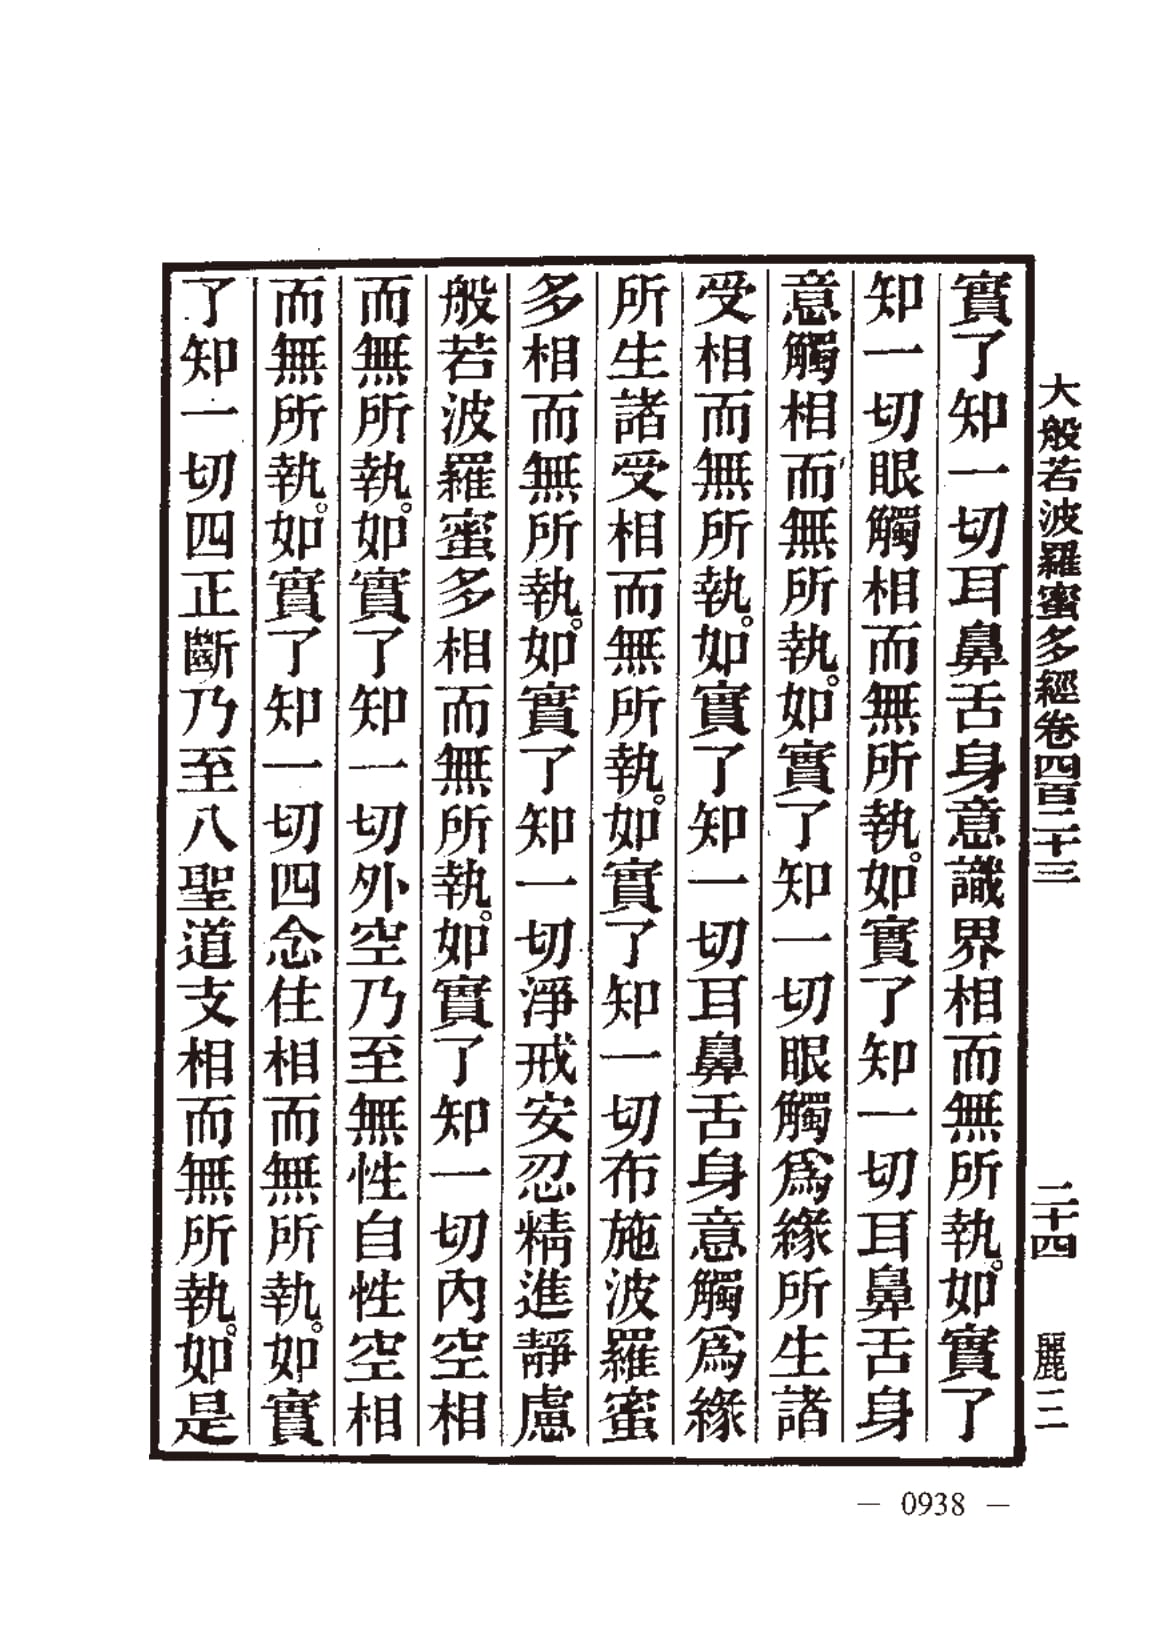 大般若波羅蜜多經卷四百二十三 二十四 麗三
實了知一切耳鼻舌身意識界相而無所執。如實了
知一切眼觸相而無所執。如實了知一切耳鼻舌身
意觸相而無所執。如實了知一切眼觸爲緣所生諸
受相而無所執。如實了知一切耳鼻舌身意觸爲緣
所生諸受相而無所執。如實了知一切布施波羅蜜
多相而無所執。如實了知一切淨戒安忍精進靜慮
般若波羅蜜多相而無所執。如實了知一切內空相
而無所執。如實了知一切外空乃至無性自性空相
而無所執。如實了知一切四念住相而無所執。如實
了知一切四正斷乃至八聖道支相而無所執。如是
— 0938 —